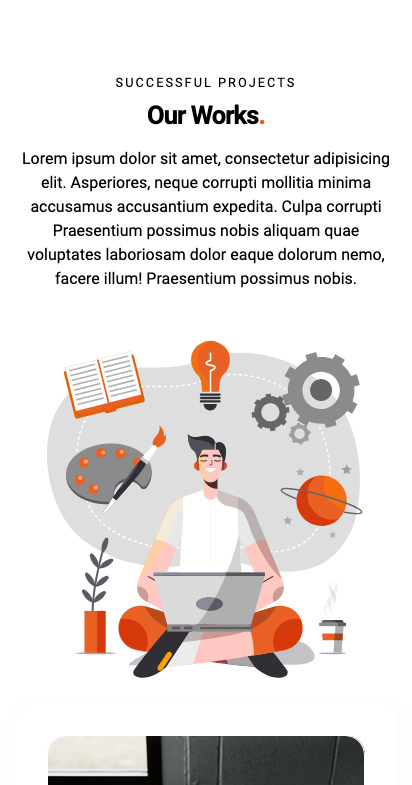 SUCCESSFUL PROJECTS
Our Works.
Lorem ipsum dolor sit amet, consectetur adipisicing
elit. Asperiores, neque corrupti mollitia minima
accusamus accusantium expedita. Culpa corrupti
Praesentium possimus nobis aliquam quae
voluptates laboriosam dolor eaque dolorum nemo,
facere illum! Praesentium possimus nobis.